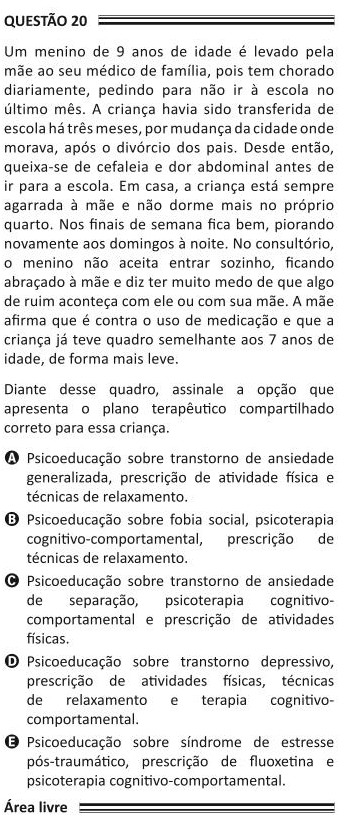 QUESTÃO 20
Um menino de 9 anos de idade é levado pela
mãe ao seu médico de família, pois tem chorado
diariamente, pedindo para não ir à escola no
último mês. A criança havia sido transferida de
escola há três meses, por mudança da cidade onde
morava, após o divórcio dos pais. Desde então,
queixa-se de cefaleia e dor abdominal antes de
ir para a escola. Em casa, a criança está sempre
agarrada à mãe e não dorme mais no próprio
quarto. Nos finais de semana fica bem, piorando
novamente aos domingos à noite. No consultório,
o menino não aceita entrar sozinho, ficando
abraçado à mãe e diz ter muito medo de que algo
de ruim aconteça com ele ou com sua mãe. A mãe
afirma que é contra o uso de medicação e que a
criança já teve quadro semelhante aos 7 anos de
idade, de forma mais leve.
Diante desse quadro, assinale a opção que
apresenta o plano terapêutico compartilhado
correto para essa criança.
A Psicoeducação sobre transtorno de ansiedade
generalizada, prescrição de atividade física e
técnicas de relaxamento.
B Psicoeducação sobre fobia social, psicoterapia
cognitivo-comportamental, prescrição de
técnicas de relaxamento.
C Psicoeducação sobre transtorno de ansiedade
de separação, psicoterapia cognitivo-
comportamental e prescrição de atividades
físicas.
D Psicoeducação sobre transtorno depressivo,
prescrição de atividades físicas, técnicas
de relaxamento e terapia cognitivo-
comportamental.
E Psicoeducação sobre síndrome de estresse
pós-traumático, prescrição de fluoxetina e
psicoterapia cognitivo-comportamental.
Área livre